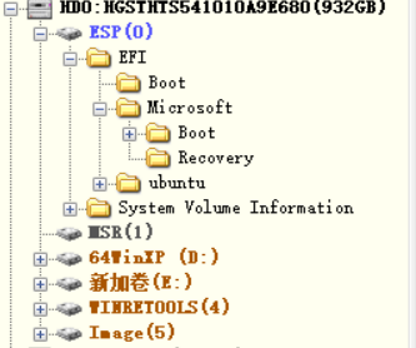 HD0:HGSTHTS541010A9E680(932GB)
ESP(0)
EFI
Boot
Microsoft
Boot
Recovery
ubuntu
System Volume Information
MSR(1)
64WinXP (D:)
新加卷(E:)
WINRETOOLS(4)
Image(5)